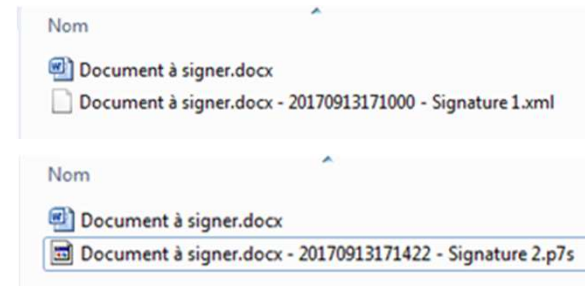 Nom
Document à signer.docx
Document à signer.docx - 20170913171000 - Signature 1.xml
Nom
Document à signer.docx
Document à signer.docx - 20170913171422 - Signature 2.p7s